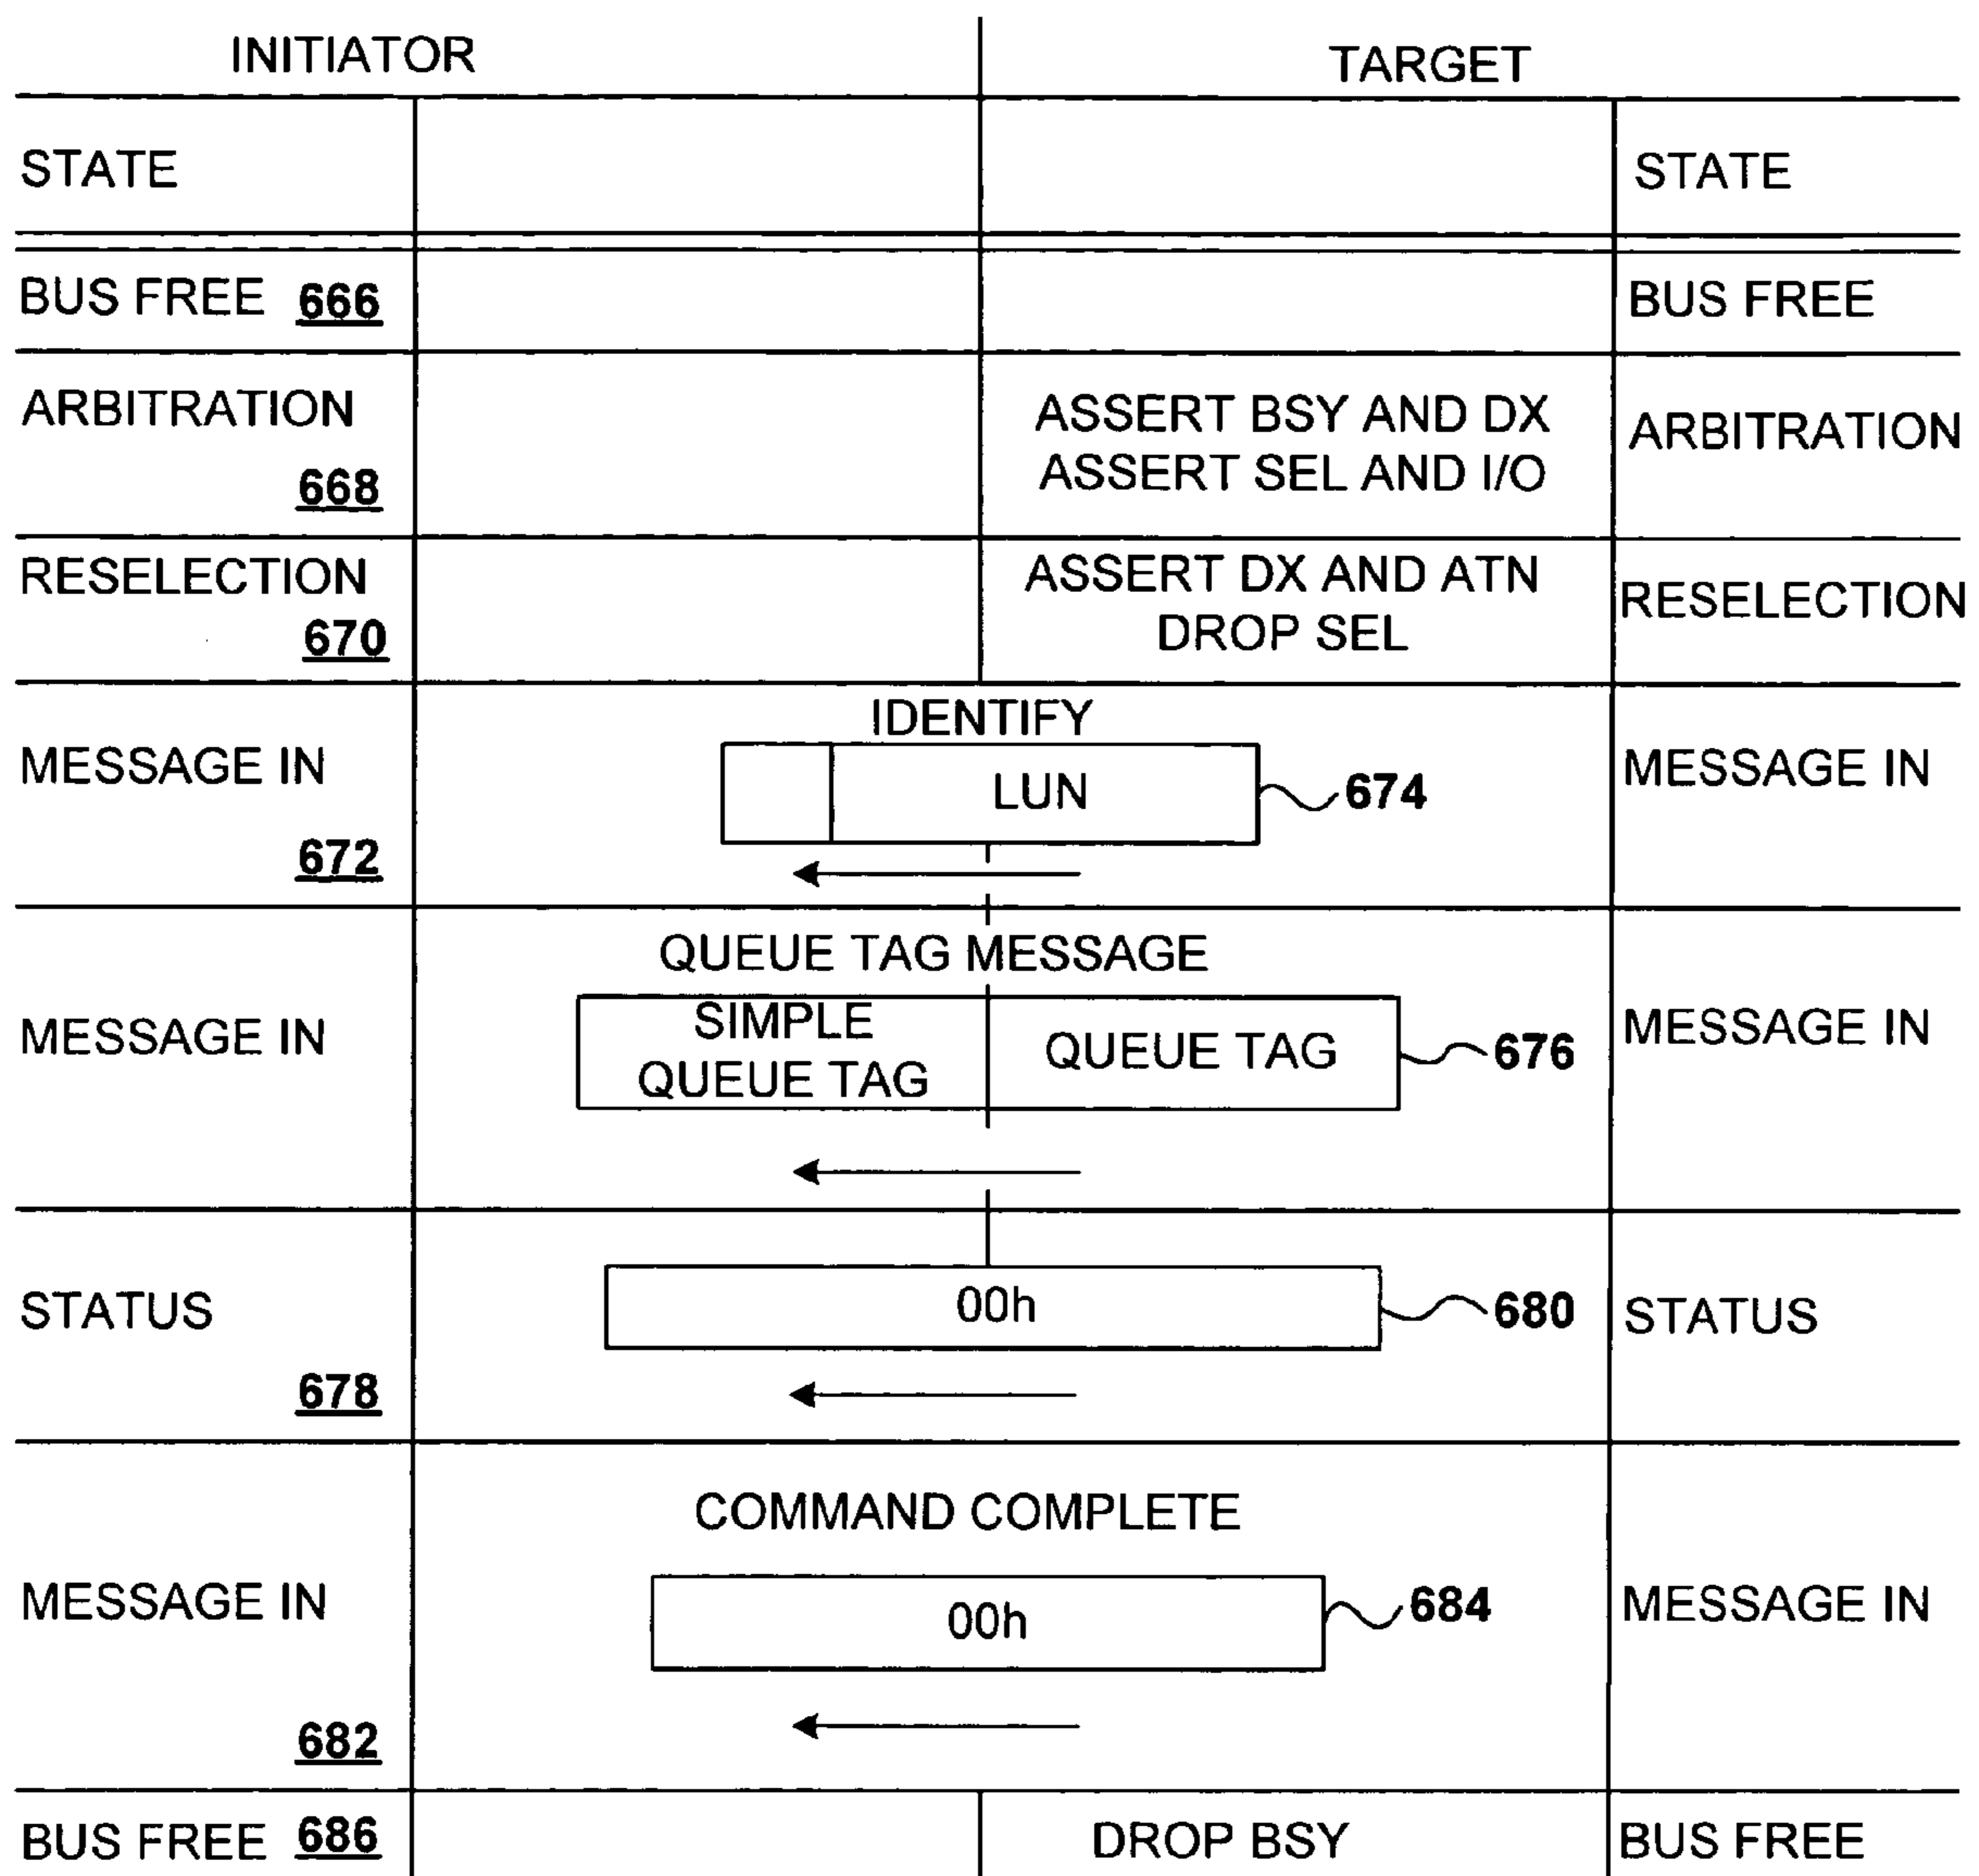 INITIATOR
TARGET
STATE
STATE
BUS FREE 666
BUS FREE
ARBITRATION
668
ASSERT BSY AND DX
ASSERT SEL AND I/O
ARBITRATION
RESELECTION
670
ASSERT DX AND ATN
DROP SEL
RESELECTION
MESSAGE IN
672
IDENTIFY
LUN
674
MESSAGE IN
MESSAGE IN
QUEUE TAG MESSAGE
SIMPLE
QUEUE TAG
QUEUE TAG
676
MESSAGE IN
STATUS
678
00h
680
STATUS
MESSAGE IN
682
COMMAND COMPLETE
00h
684
MESSAGE IN
BUS FREE 686
DROP BSY
BUS FREE